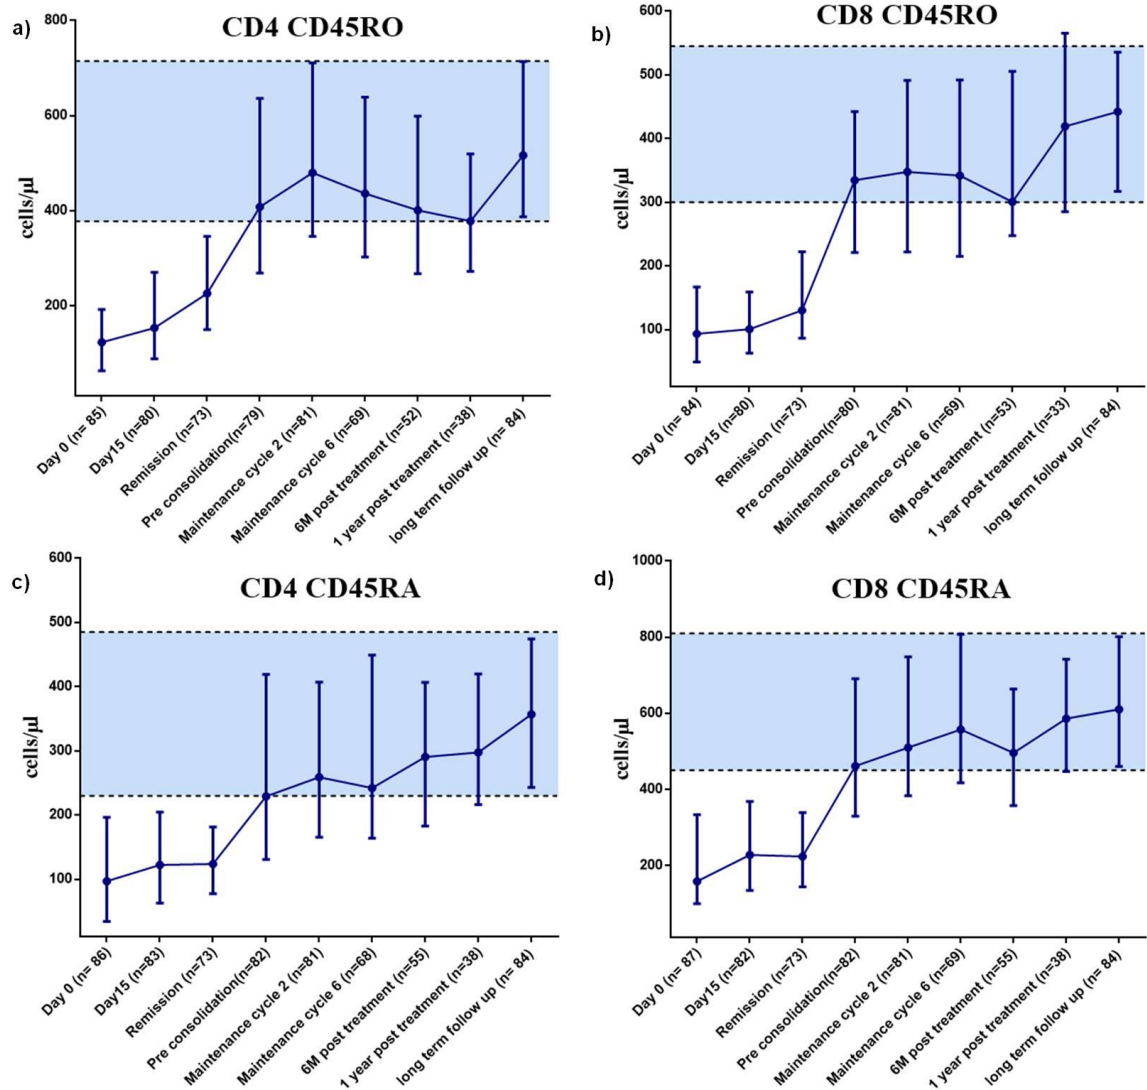 a)
CD4 CD45RO
800
600
400
200
cells/µl
Day 0 (n= 85)
Day15 (n=80)
Remission (n=73)
Pre consolidation(n=79)
Maintenance cycle 2 (n=81)
Maintenance cycle 6 (n=69)
6M post treatment (n=52)
1 year post treatment (n=38)
long term follow up (n= 84)
b)
CD8 CD45RO
600
500
400
300
200
100
cells/µl
Day 0 (n= 84)
Day15 (n=80)
Remission (n=73)
Pre consolidation(n=80)
Maintenance cycle 2 (n=81)
Maintenance cycle 6 (n=69)
6M post treatment (n=53)
1 year post treatment (n=33)
long term follow up (n= 84)
c)
CD4 CD45RA
600
500
400
300
200
100
cells/µl
Day 0 (n= 86)
Day15 (n=83)
Remission (n=73)
Pre consolidation(n=82)
Maintenance cycle 2 (n=81)
Maintenance cycle 6 (n=68)
6M post treatment (n=55)
1 year post treatment (n=38)
long term follow up (n= 84)
d)
CD8 CD45RA
1000
800
600
400
200
cells/µl
Day 0 (n= 87)
Day15 (n=82)
Remission (n=73)
Pre consolidation(n=82)
Maintenance cycle 2 (n=81)
Maintenance cycle 6 (n=69)
6M post treatment (n=55)
1 year post treatment (n=38)
long term follow up (n= 84)